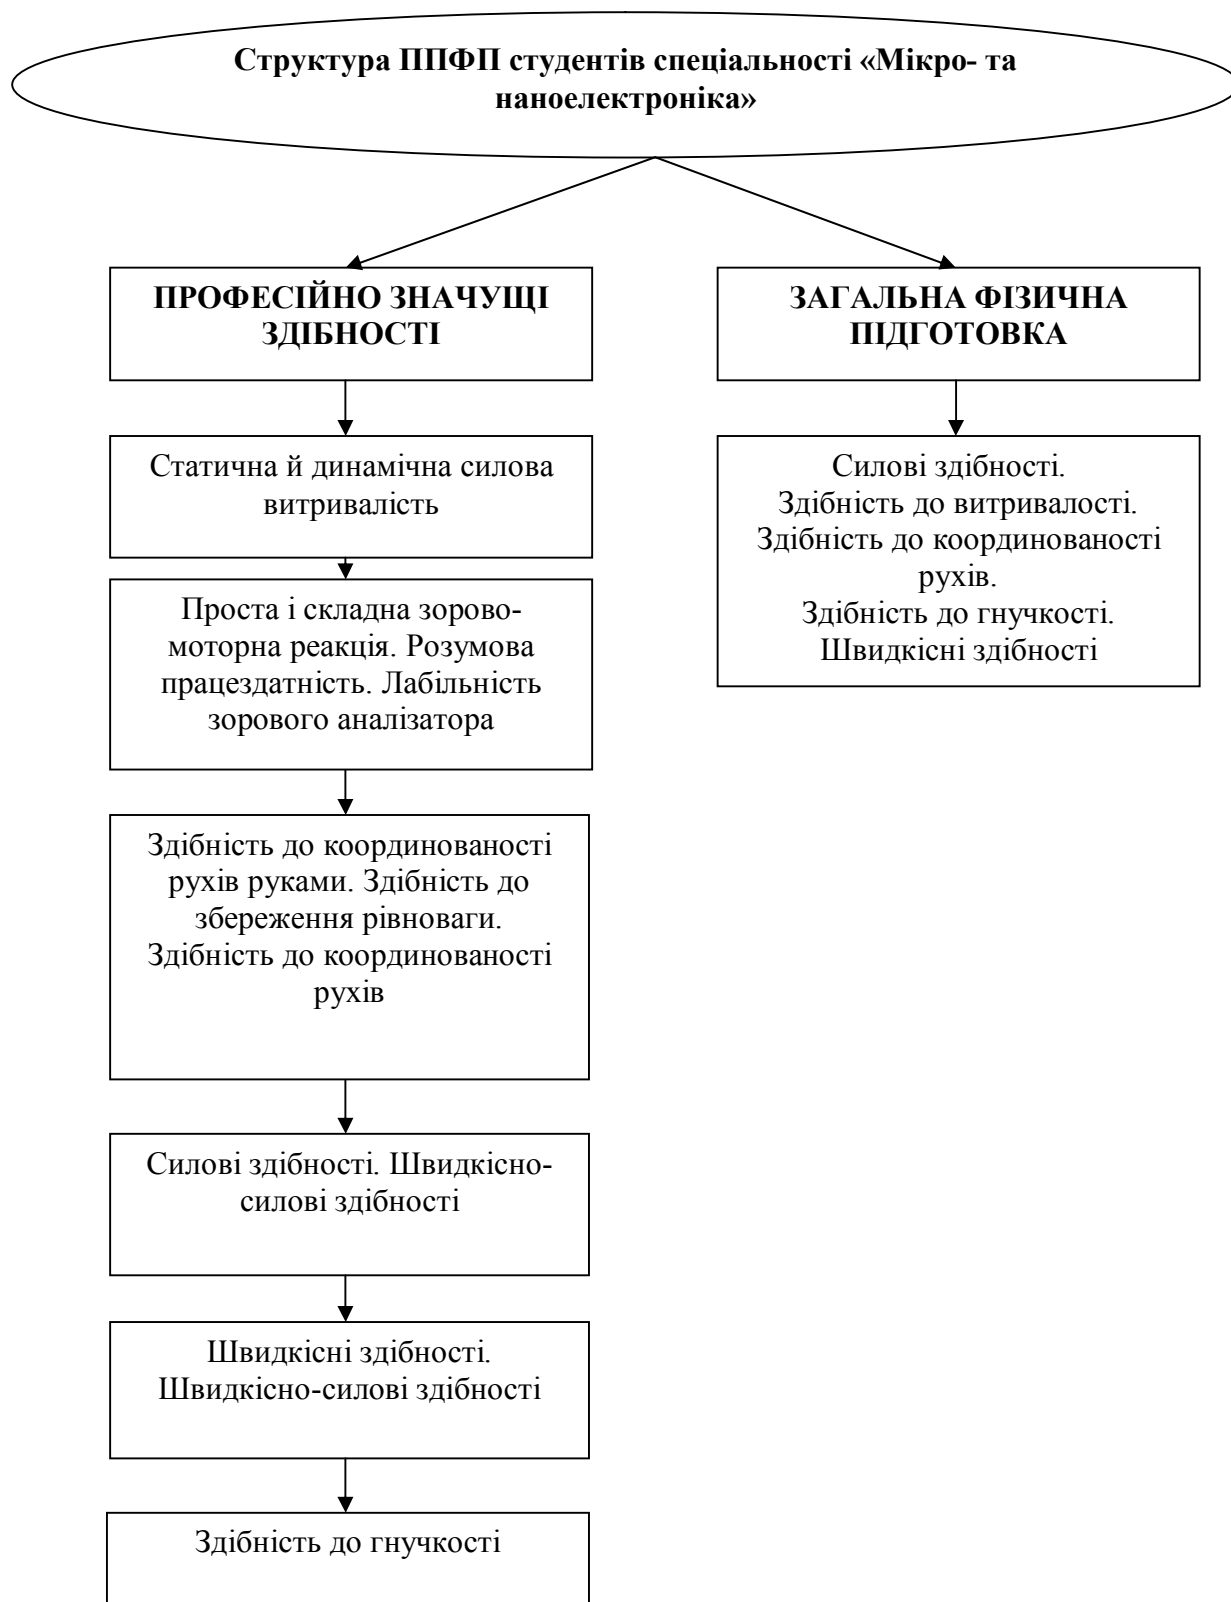 Структура ППФП студентів спеціальності «Мікро- та
наноелектроніка»
ПРОФЕСІЙНО ЗНАЧУЩІ
ЗДІБНОСТІ
ЗАГАЛЬНА ФІЗИЧНА
ПІДГОТОВКА
Статична й динамічна силова
витривалість
Силові здібності.
Здібність до витривалості.
Здібність до координованості
рухів.
Здібність до гнучкості.
Швидкісні здібності
Проста і складна зорово-
моторна реакція. Розумова
працездатність. Лабільність
зорового аналізатора
Здібність до координованості
рухів руками. Здібність до
збереження рівноваги.
Здібність до координованості
рухів
Силові здібності. Швидкісно-
силові здібності
Швидкісні здібності.
Швидкісно-силові здібності
Здібність до гнучкості